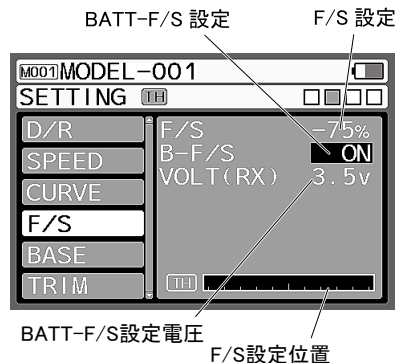 BATT-F/S 設定
F/S 設定
M001 MODEL-001
SETTING TH
D/R
SPEED
CURVE
F/S
BASE
TRIM
F/S -75%
B-F/S ON
VOLT(RX) 3.5v
TH
BATT-F/S設定電圧
F/S設定位置